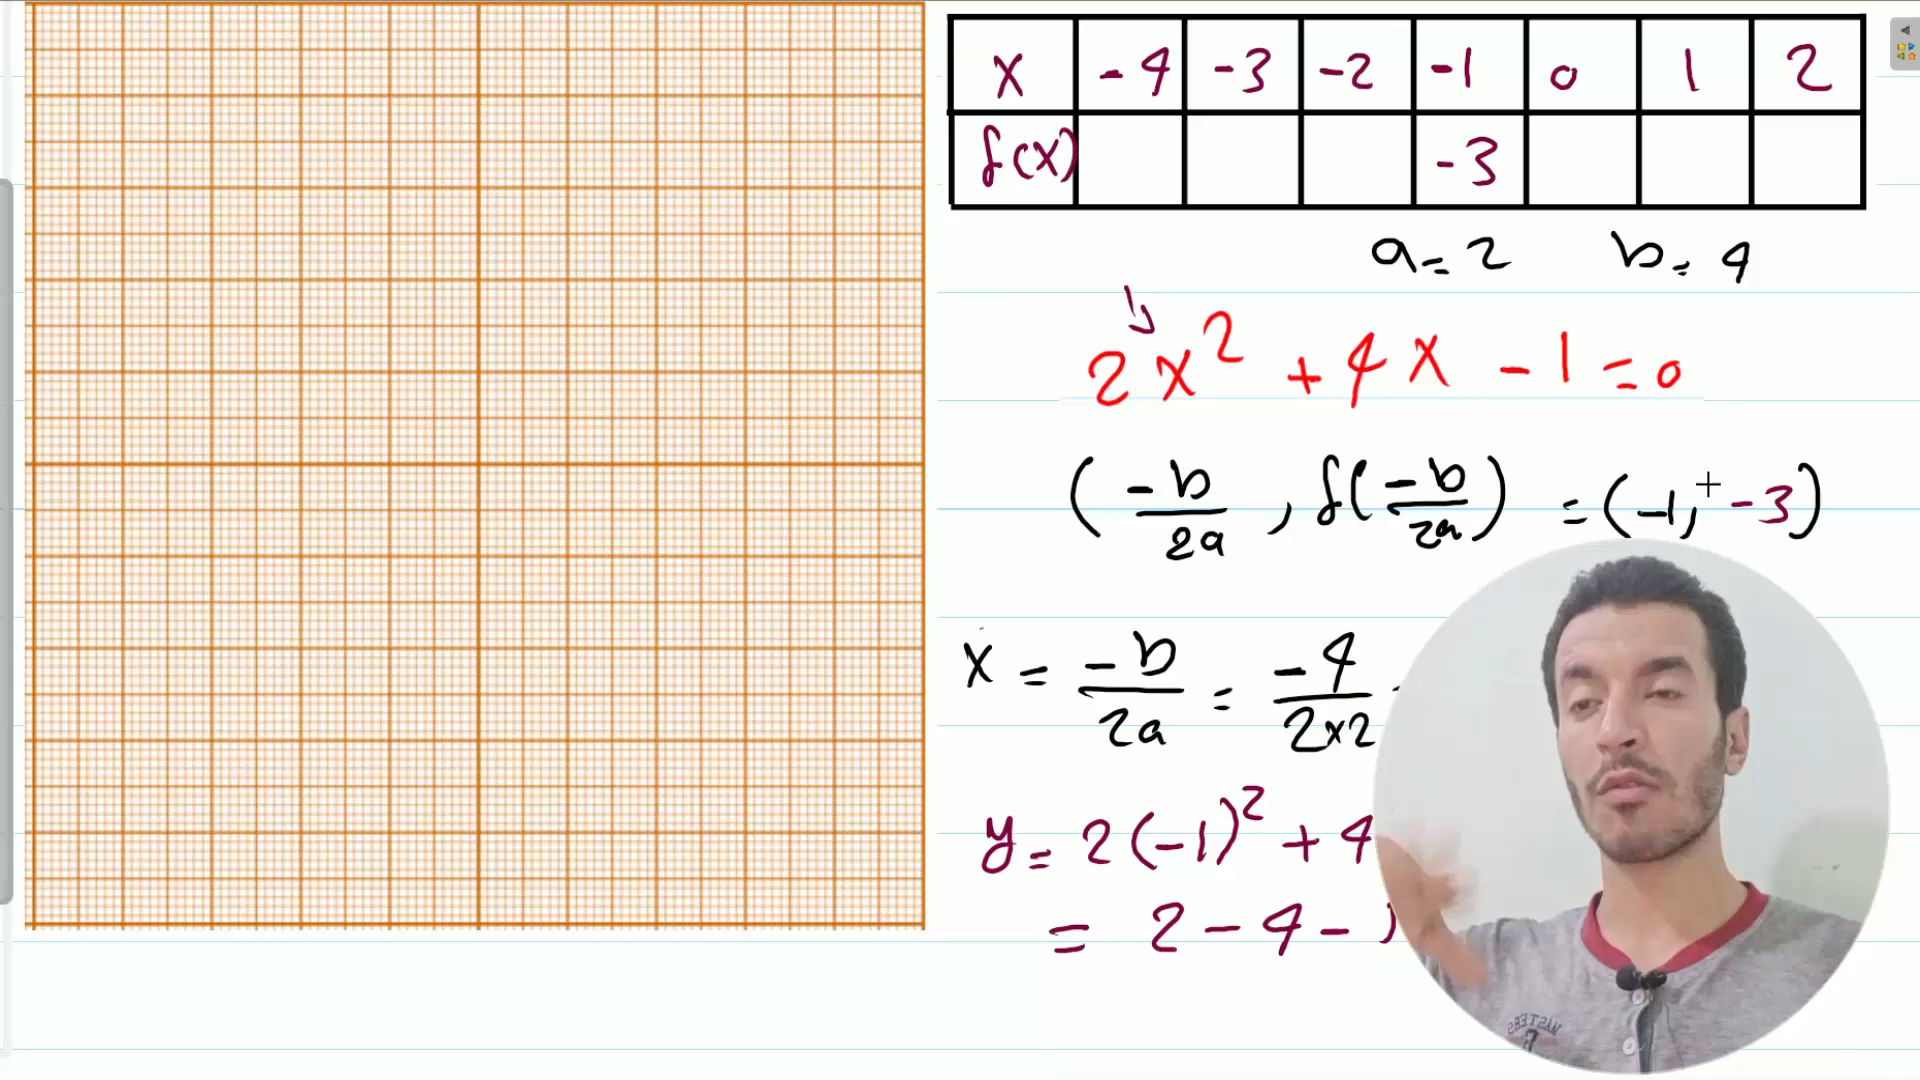 x -4 -3 -2 -1 0 1 2
f(x) -3
a=2 b=4
2x² + 4x - 1 = 0
(-b/2a , f(-b/2a)) = (-1, -3)
x = -b/2a = -4/2x2
y = 2(-1)² + 4
= 2 - 4 -
MASTERS